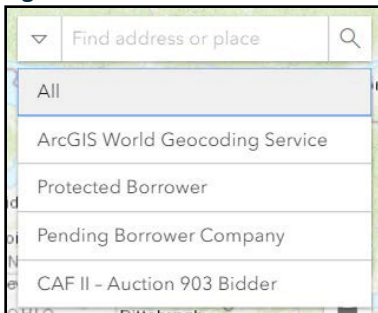 Find address or place
All
ArcGIS World Geocoding Service
Protected Borrower
Pending Borrower Company
CAF II – Auction 903 Bidder